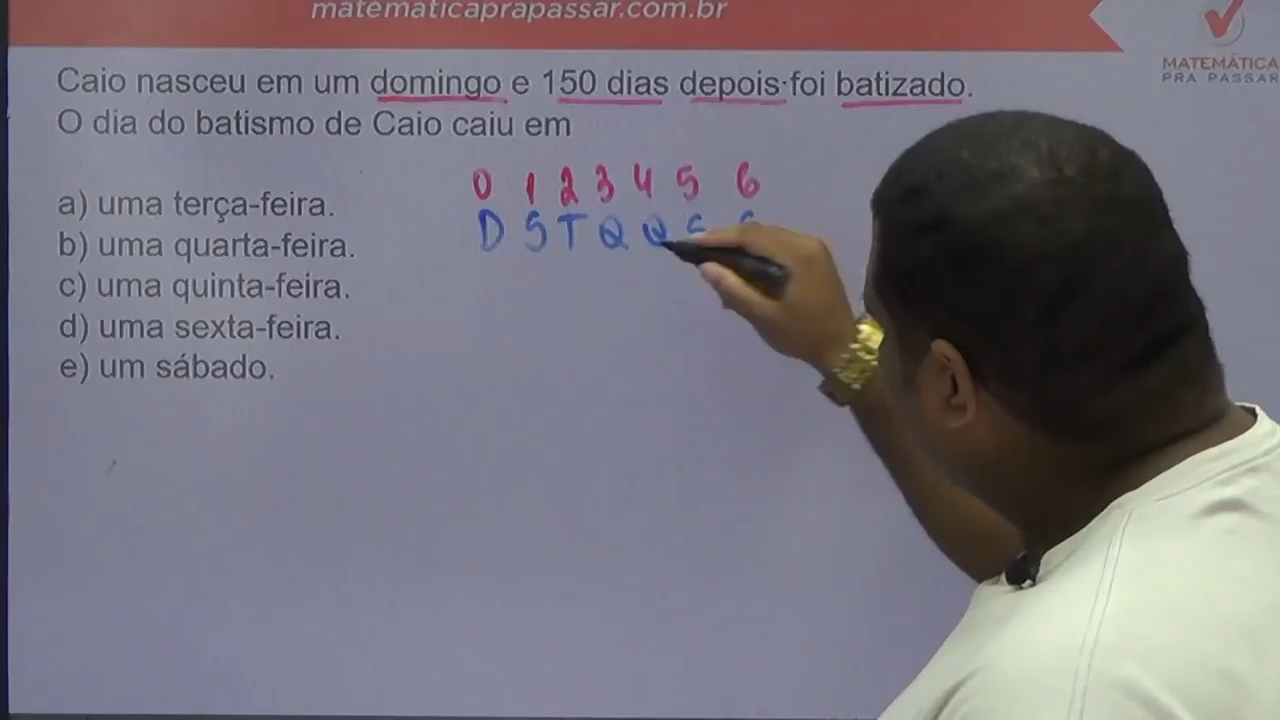 matematicaprapassar.com.br
MATEMÁTICA
PRA PASSAR
Caio nasceu em um domingo e 150 dias depois foi batizado.
O dia do batismo de Caio caiu em
a) uma terça-feira.
b) uma quarta-feira.
c) uma quinta-feira.
d) uma sexta-feira.
e) um sábado.
0 1 2 3 4 5 6
D S T Q Q S S